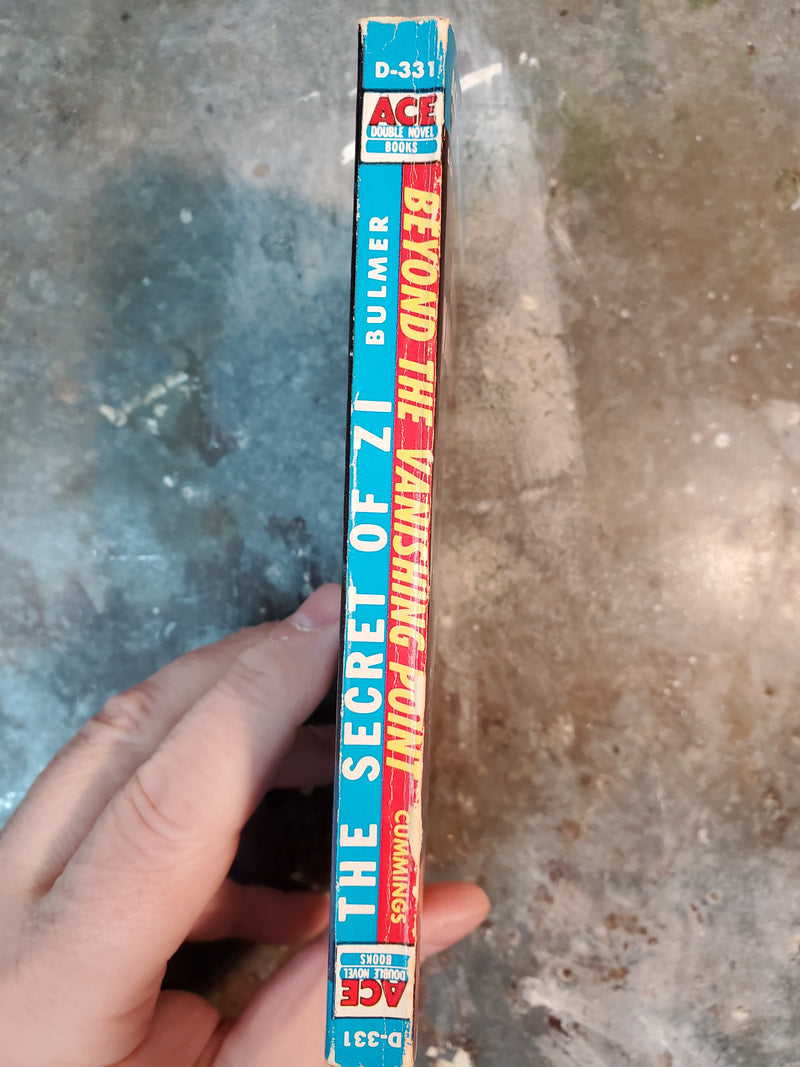 D-331
ACE
DOUBLE NOVEL
BOOKS
BEYOND THE VANISHING POINT CUMMINGS
THE SECRET OF ZI BULMER
ACE
DOUBLE NOVEL
BOOKS
D-331